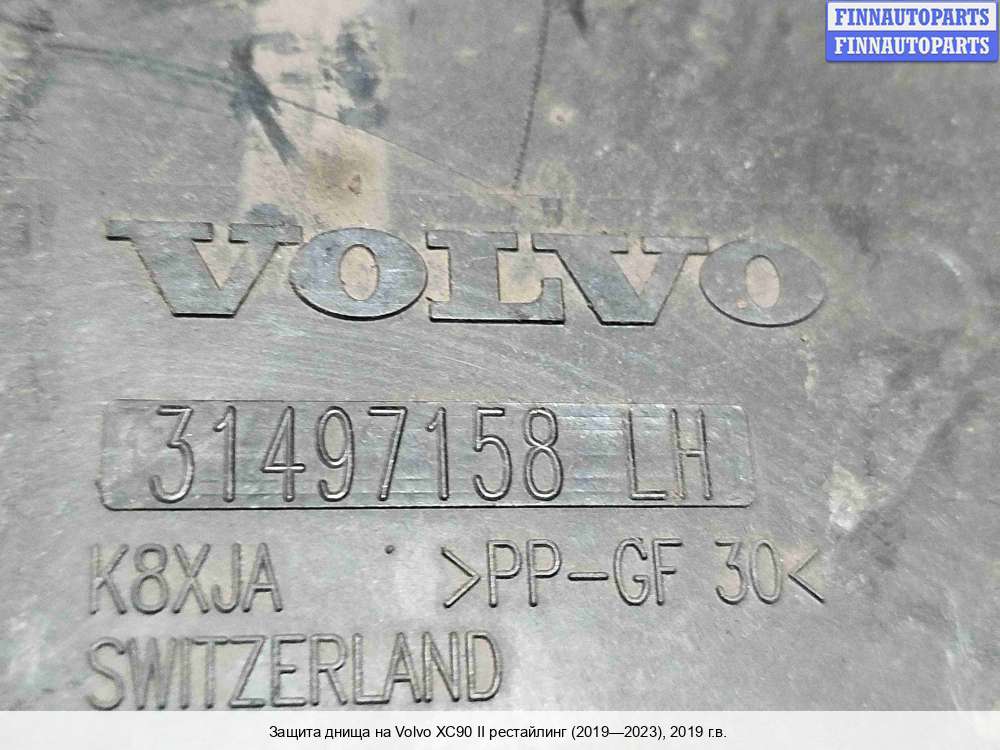 FINNAUTOPARTS
FINNAUTOPARTS
VOLVO
31497158 LH
K8XJA >PP-GF 30<
SWITZERLAND
Защита днища на Volvo XC90 II рестайлинг (2019—2023), 2019 г.в.